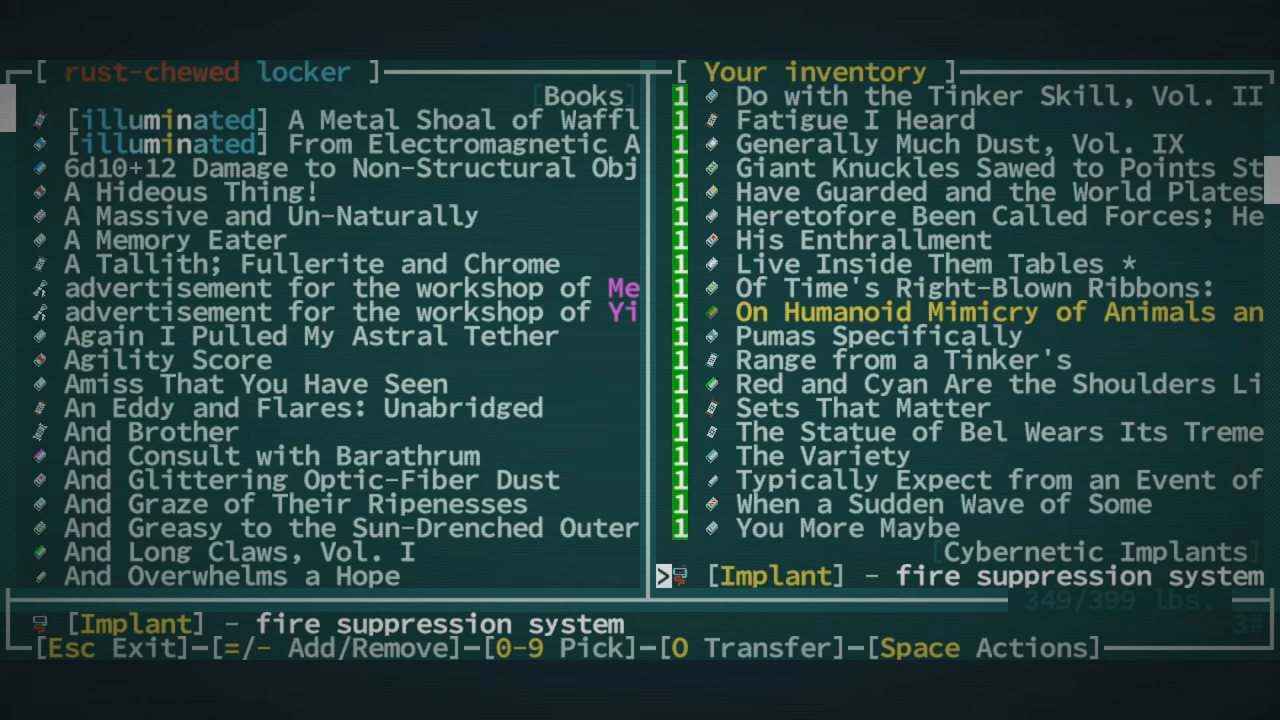 [ rust-chewed locker ]
[Books]
[illuminated] A Metal Shoal of Waffl
[illuminated] From Electromagnetic A
6d10+12 Damage to Non-Structural Obj
A Hideous Thing!
A Massive and Un-Naturally
A Memory Eater
A Tallith; Fullerite and Chrome
advertisement for the workshop of Me
advertisement for the workshop of Yi
Again I Pulled My Astral Tether
Agility Score
Amiss That You Have Seen
An Eddy and Flares: Unabridged
And Brother
And Consult with Barathrum
And Glittering Optic-Fiber Dust
And Graze of Their Ripenesses
And Greasy to the Sun-Drenched Outer
And Long Claws, Vol. I
And Overwhelms a Hope
[ Your inventory ]
1 Do with the Tinker Skill, Vol. II
1 Fatigue I Heard
1 Generally Much Dust, Vol. IX
1 Giant Knuckles Sawed to Points St
1 Have Guarded and the World Plates
1 Heretofore Been Called Forces; He
1 His Enthrallment
1 Live Inside Them Tables *
1 Of Time's Right-Blown Ribbons:
1 On Humanoid Mimicry of Animals an
1 Pumas Specifically
1 Range from a Tinker's
1 Red and Cyan Are the Shoulders Li
1 Sets That Matter
1 The Statue of Bel Wears Its Treme
1 The Variety
1 Typically Expect from an Event of
1 When a Sudden Wave of Some
1 You More Maybe
[Cybernetic Implants]
> [Implant] - fire suppression system
349/399 lbs.
3#
[Implant] - fire suppression system
[Esc Exit]-[=/- Add/Remove]-[0-9 Pick]-[O Transfer]-[Space Actions]